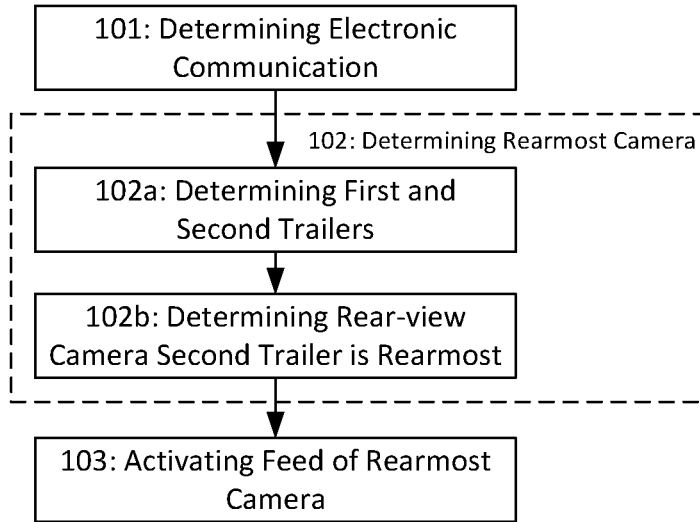 101: Determining Electronic
Communication
102: Determining Rearmost Camera
102a: Determining First and
Second Trailers
102b: Determining Rear-view
Camera Second Trailer is Rearmost
103: Activating Feed of Rearmost
Camera